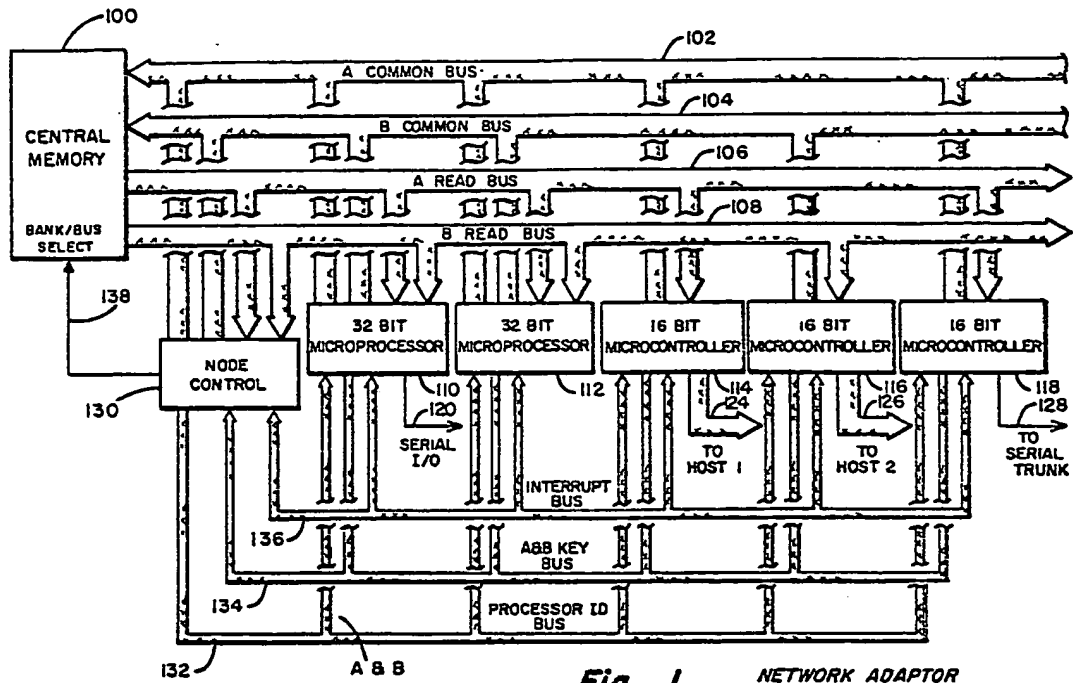 100
102
A COMMON BUS
104
B COMMON BUS
CENTRAL
MEMORY
106
A READ BUS
108
B READ BUS
BANK/BUS
SELECT
138
32 BIT
MICROPROCESSOR
32 BIT
MICROPROCESSOR
16 BIT
MICROCONTROLLER
16 BIT
MICROCONTROLLER
16 BIT
MICROCONTROLLER
NODE
CONTROL
130
110
112
114
116
118
120
124
126
128
SERIAL
I/O
TO
HOST 1
TO
HOST 2
TO
SERIAL
TRUNK
INTERRUPT
BUS
136
A&B KEY
BUS
134
PROCESSOR ID
BUS
132
A & B
Fig. 1
NETWORK ADAPTOR